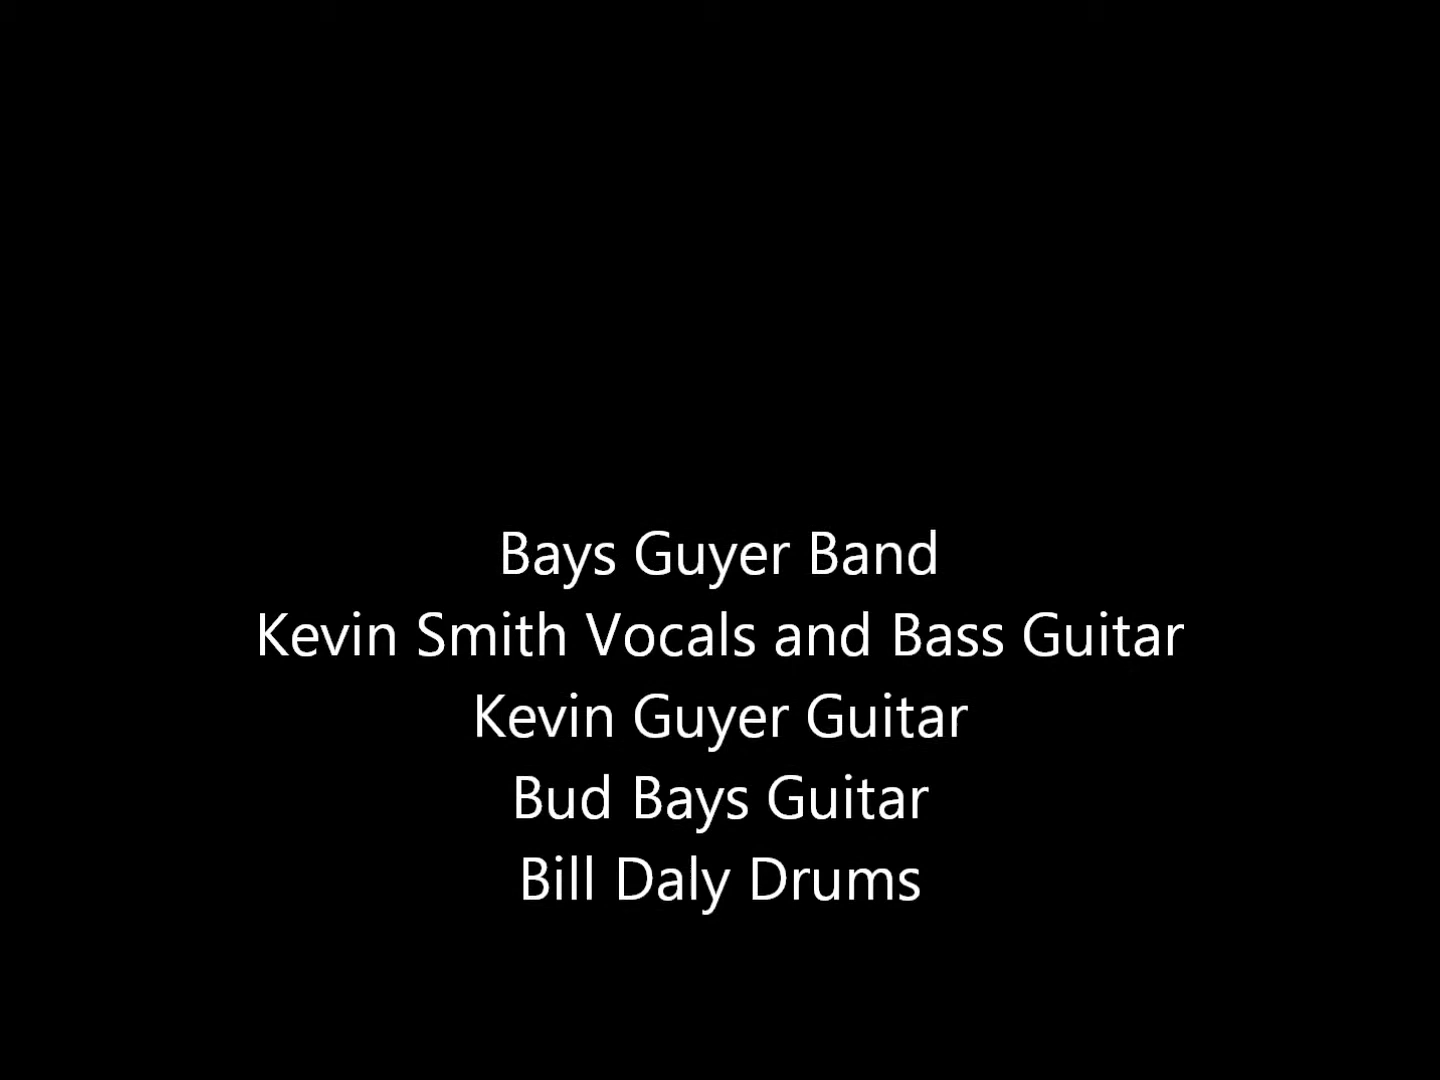 Bays Guyer Band
Kevin Smith Vocals and Bass Guitar
Kevin Guyer Guitar
Bud Bays Guitar
Bill Daly Drums